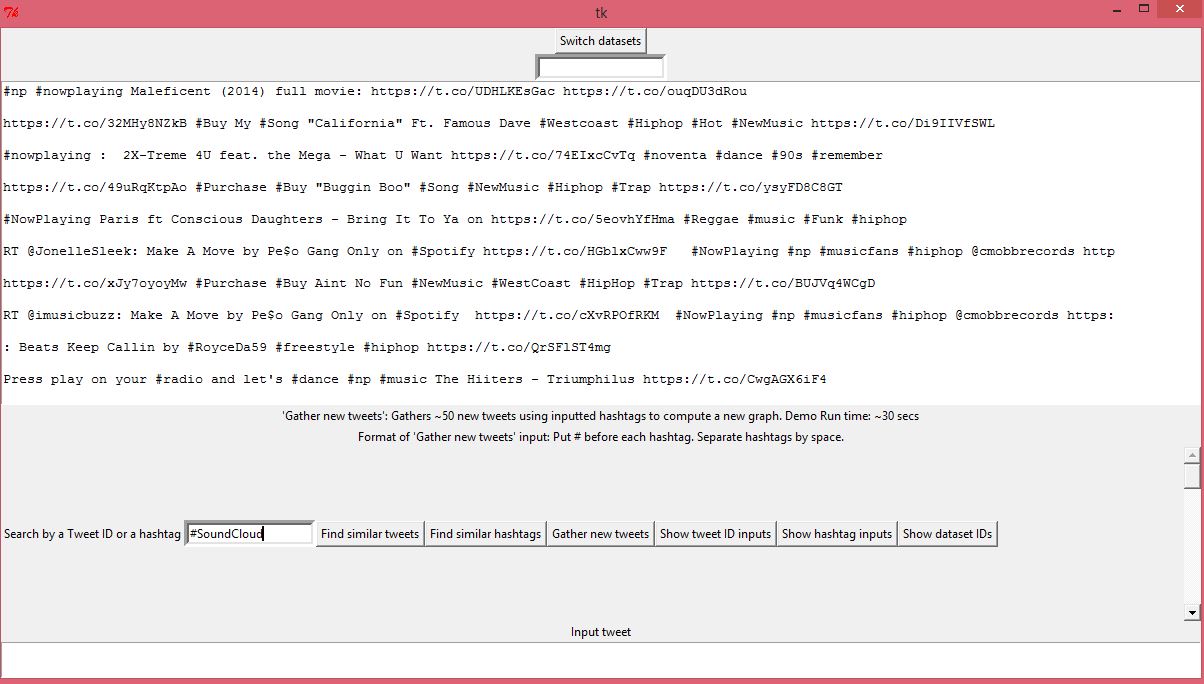 Tk tk
Switch datasets
#np #nowplaying Maleficent (2014) full movie: https://t.co/UDHLKEsGac https://t.co/ouqDU3dRou
https://t.co/32MHy8NZkB #Buy My #Song "California" Ft. Famous Dave #Westcoast #Hiphop #Hot #NewMusic https://t.co/Di9IIVfSWL
#nowplaying :  2X-Treme 4U feat. the Mega - What U Want https://t.co/74EIxcCvTq #noventa #dance #90s #remember
https://t.co/49uRqKtpAo #Purchase #Buy "Buggin Boo" #Song #NewMusic #Hiphop #Trap https://t.co/ysyFD8C8GT
#NowPlaying Paris ft Conscious Daughters - Bring It To Ya on https://t.co/5eovhYfHma #Reggae #music #Funk #hiphop
RT @JonelleSleek: Make A Move by Pe$o Gang Only on #Spotify https://t.co/HGblxCww9F   #NowPlaying #np #musicfans #hiphop @cmobbrecords http
https://t.co/xJy7oyoyMw #Purchase #Buy Aint No Fun #NewMusic #WestCoast #HipHop #Trap https://t.co/BUJVq4WCgD
RT @imusicbuzz: Make A Move by Pe$o Gang Only on #Spotify  https://t.co/cXvRPOfRKM  #NowPlaying #np #musicfans #hiphop @cmobbrecords https:
: Beats Keep Callin by #RoyceDa59 #freestyle #hiphop https://t.co/QrSFlST4mg
Press play on your #radio and let's #dance #np #music The Hiiters - Triumphilus https://t.co/CwgAGX6iF4
'Gather new tweets': Gathers ~50 new tweets using inputted hashtags to compute a new graph. Demo Run time: ~30 secs
Format of 'Gather new tweets' input: Put # before each hashtag. Separate hashtags by space.
Search by a Tweet ID or a hashtag #SoundCloud Find similar tweets Find similar hashtags Gather new tweets Show tweet ID inputs Show hashtag inputs Show dataset IDs
Input tweet